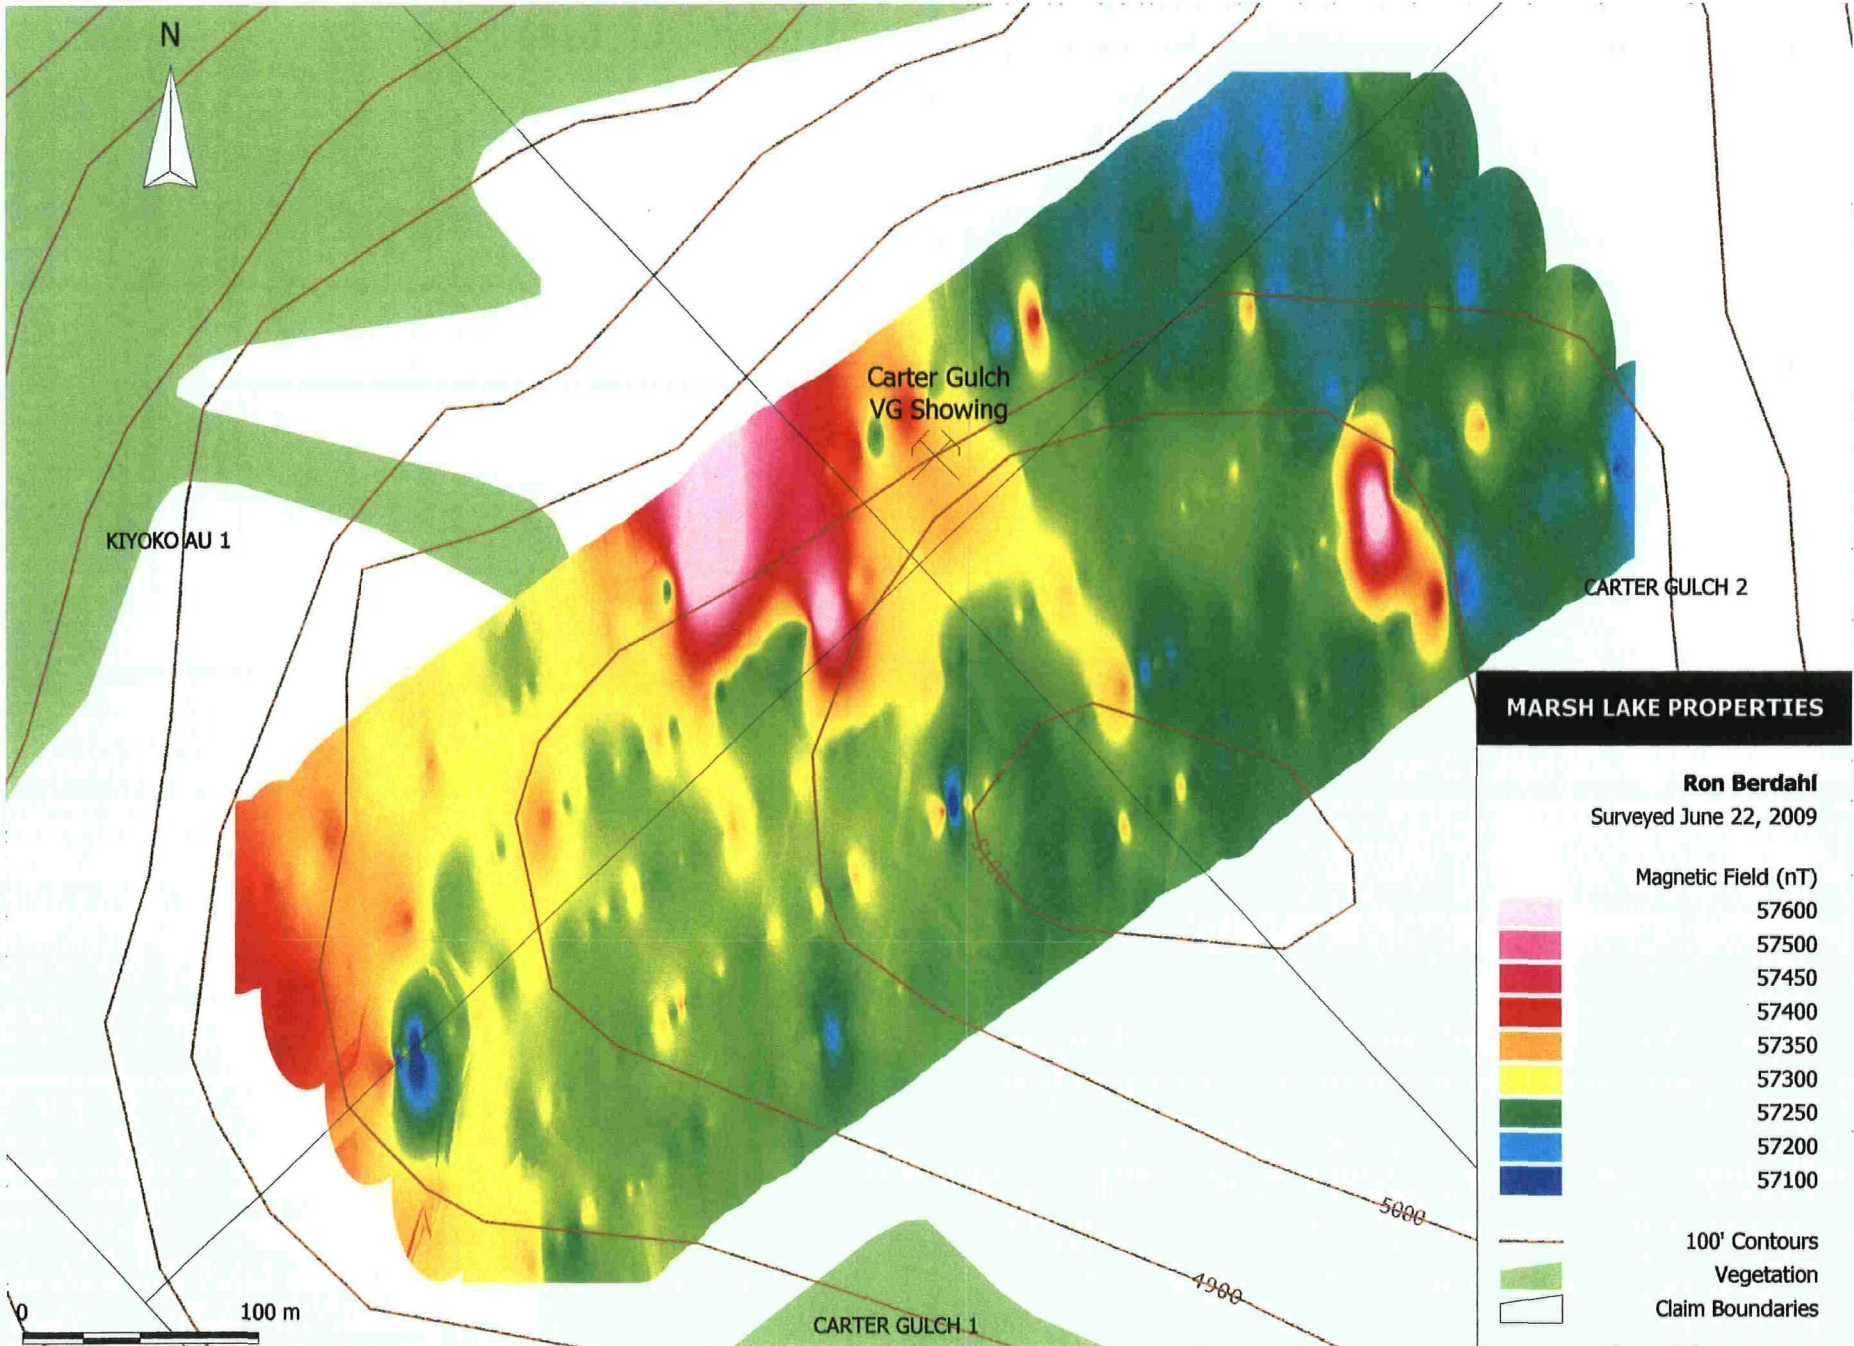 N
Carter Gulch
VG Showing
KIYOKO AU 1
CARTER GULCH 2
MARSH LAKE PROPERTIES
Ron Berdahl
Surveyed June 22, 2009
Magnetic Field (nT)
57600
57500
57450
57400
57350
57300
57250
57200
57100
5100
5000
4900
100' Contours
Vegetation
Claim Boundaries
0 100 m
CARTER GULCH 1